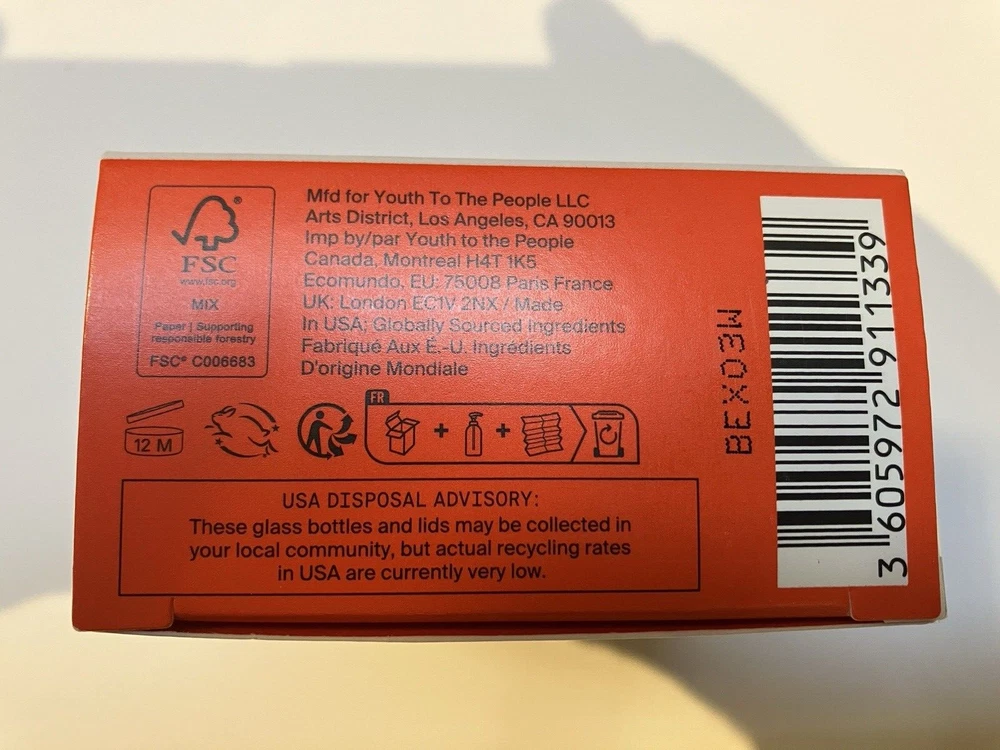 FSC®
www.fsc.org
MIX
Paper | Supporting
responsible forestry
FSC® C006683
Mfd for Youth To The People LLC
Arts District, Los Angeles, CA 90013
Imp by/par Youth to the People
Canada, Montreal H4T 1K5
Ecomundo, EU: 75008 Paris France
UK: London EC1V 2NX / Made
In USA; Globally Sourced Ingredients
Fabriqué Aux É.-U. Ingrédients
D'origine Mondiale
12 M
FR
USA DISPOSAL ADVISORY:
These glass bottles and lids may be collected in
your local community, but actual recycling rates
in USA are currently very low.
BEX03W
3 605972 911339